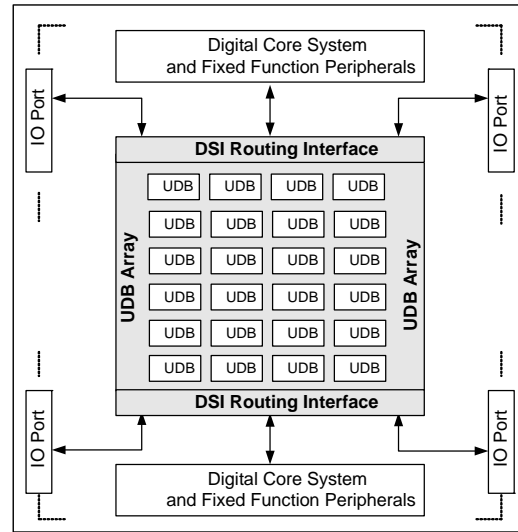 Digital Core System
and Fixed Function Peripherals
IO Port
IO Port
DSI Routing Interface
UDB Array
UDB Array
UDB UDB UDB UDB
UDB UDB UDB UDB
UDB UDB UDB UDB
UDB UDB UDB UDB
UDB UDB UDB UDB
UDB UDB UDB UDB
DSI Routing Interface
IO Port
IO Port
Digital Core System
and Fixed Function Peripherals